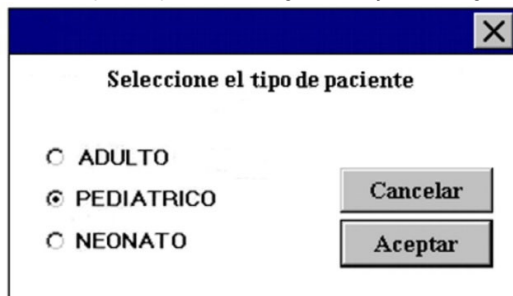 Seleccione el tipo de paciente
ADULTO
PEDIATRICO
NEONATO
Cancelar
Aceptar